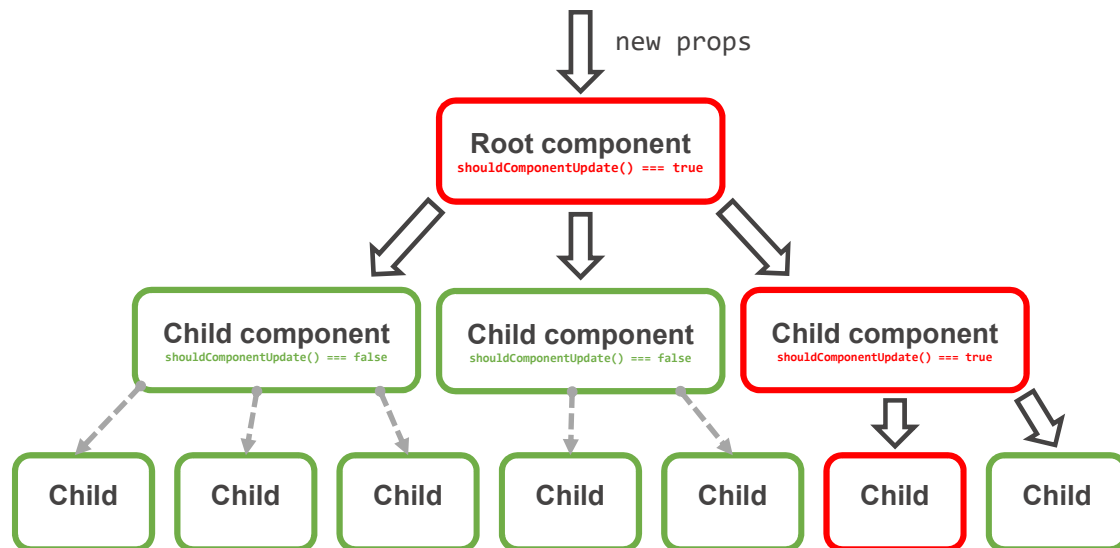 new props
Root component
shouldComponentUpdate() === true
Child component
shouldComponentUpdate() === false
Child component
shouldComponentUpdate() === false
Child component
shouldComponentUpdate() === true
Child
Child
Child
Child
Child
Child
Child